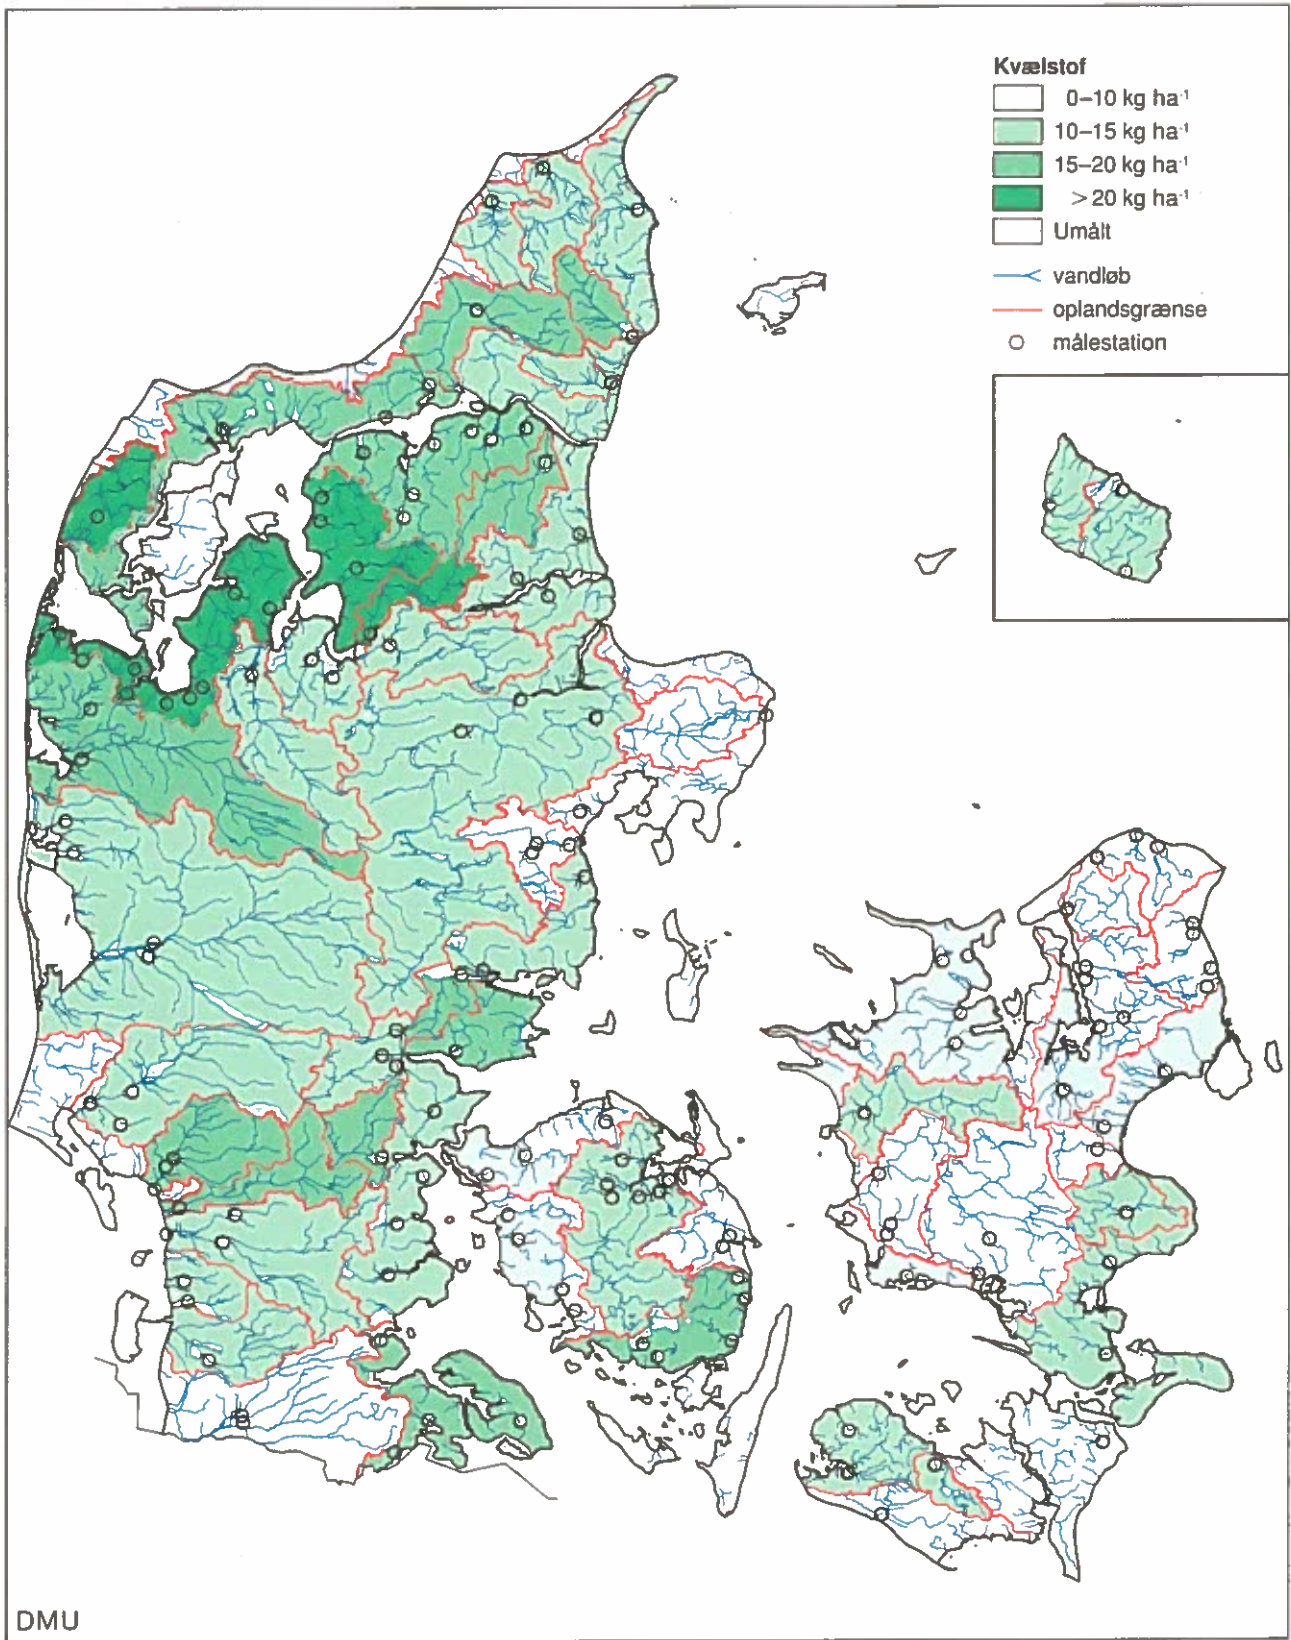 Kvælstof
0–10 kg ha⁻¹
10–15 kg ha⁻¹
15–20 kg ha⁻¹
>20 kg ha⁻¹
Umålt
vandløb
oplandsgrænse
målestation
DMU